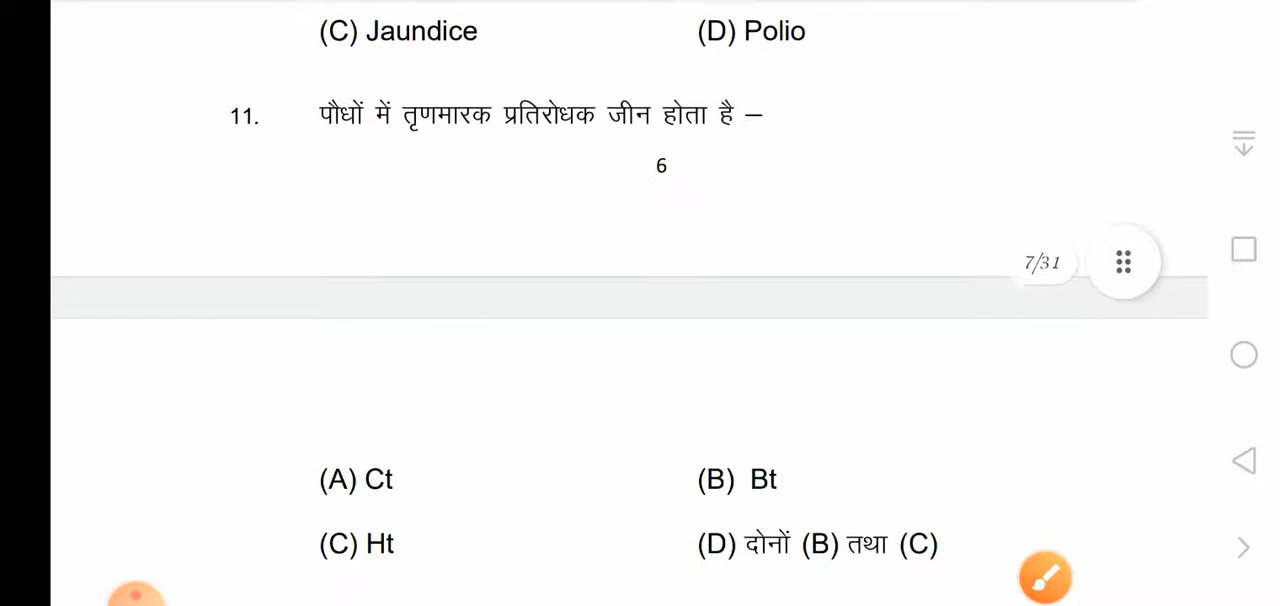 (C) Jaundice (D) Polio
11. पौधों में तृणमारक प्रतिरोधक जीन होता है –
6
7/31
(A) Ct (B) Bt
(C) Ht (D) दोनों (B) तथा (C)